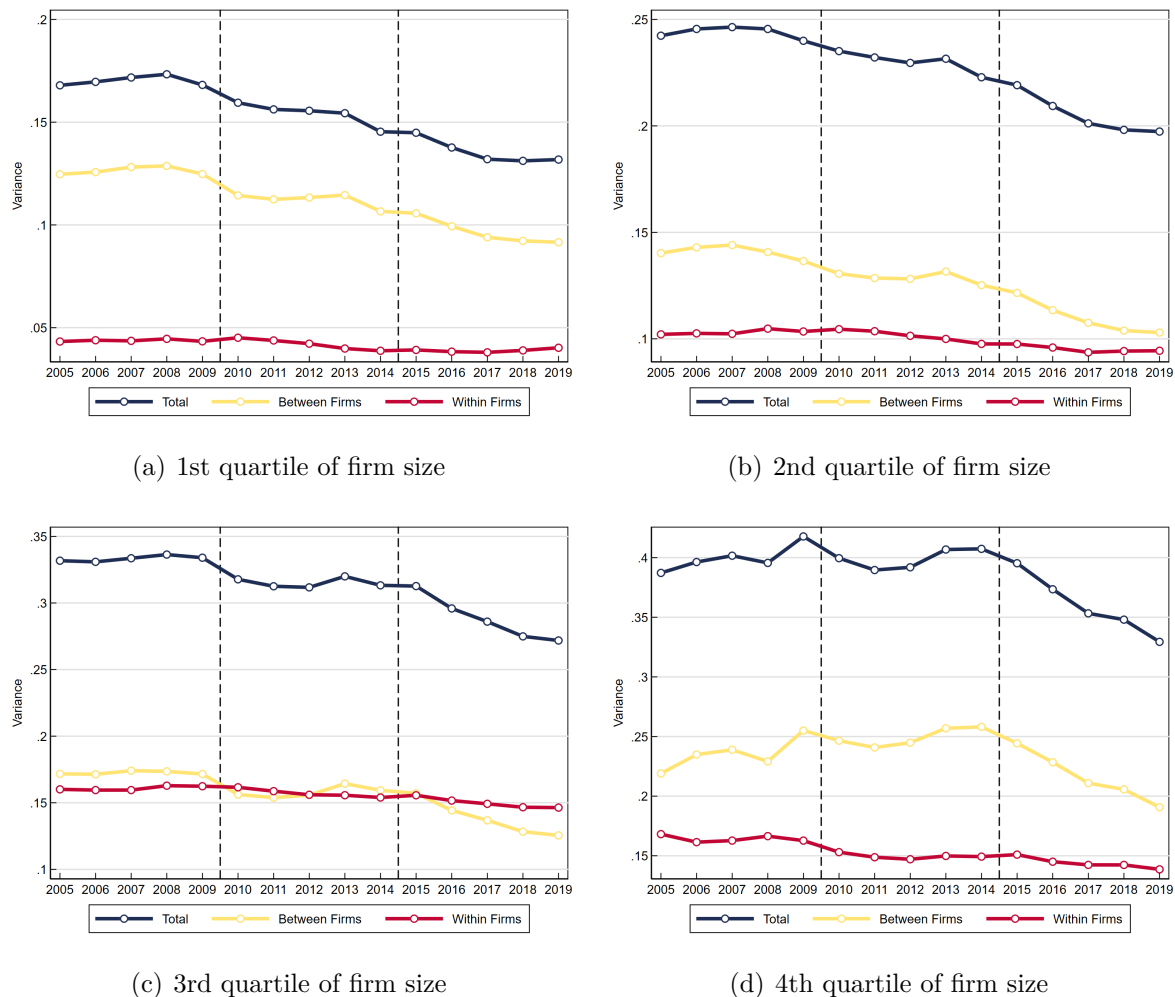 .2
.15
.1
.05
Variance
2005 2006 2007 2008 2009 2010 2011 2012 2013 2014 2015 2016 2017 2018 2019
Total Between Firms Within Firms
(a) 1st quartile of firm size
.25
.2
.15
.1
Variance
2005 2006 2007 2008 2009 2010 2011 2012 2013 2014 2015 2016 2017 2018 2019
Total Between Firms Within Firms
(b) 2nd quartile of firm size
.35
.3
.25
.2
.15
.1
Variance
2005 2006 2007 2008 2009 2010 2011 2012 2013 2014 2015 2016 2017 2018 2019
Total Between Firms Within Firms
(c) 3rd quartile of firm size
.4
.35
.3
.25
.2
.15
Variance
2005 2006 2007 2008 2009 2010 2011 2012 2013 2014 2015 2016 2017 2018 2019
Total Between Firms Within Firms
(d) 4th quartile of firm size